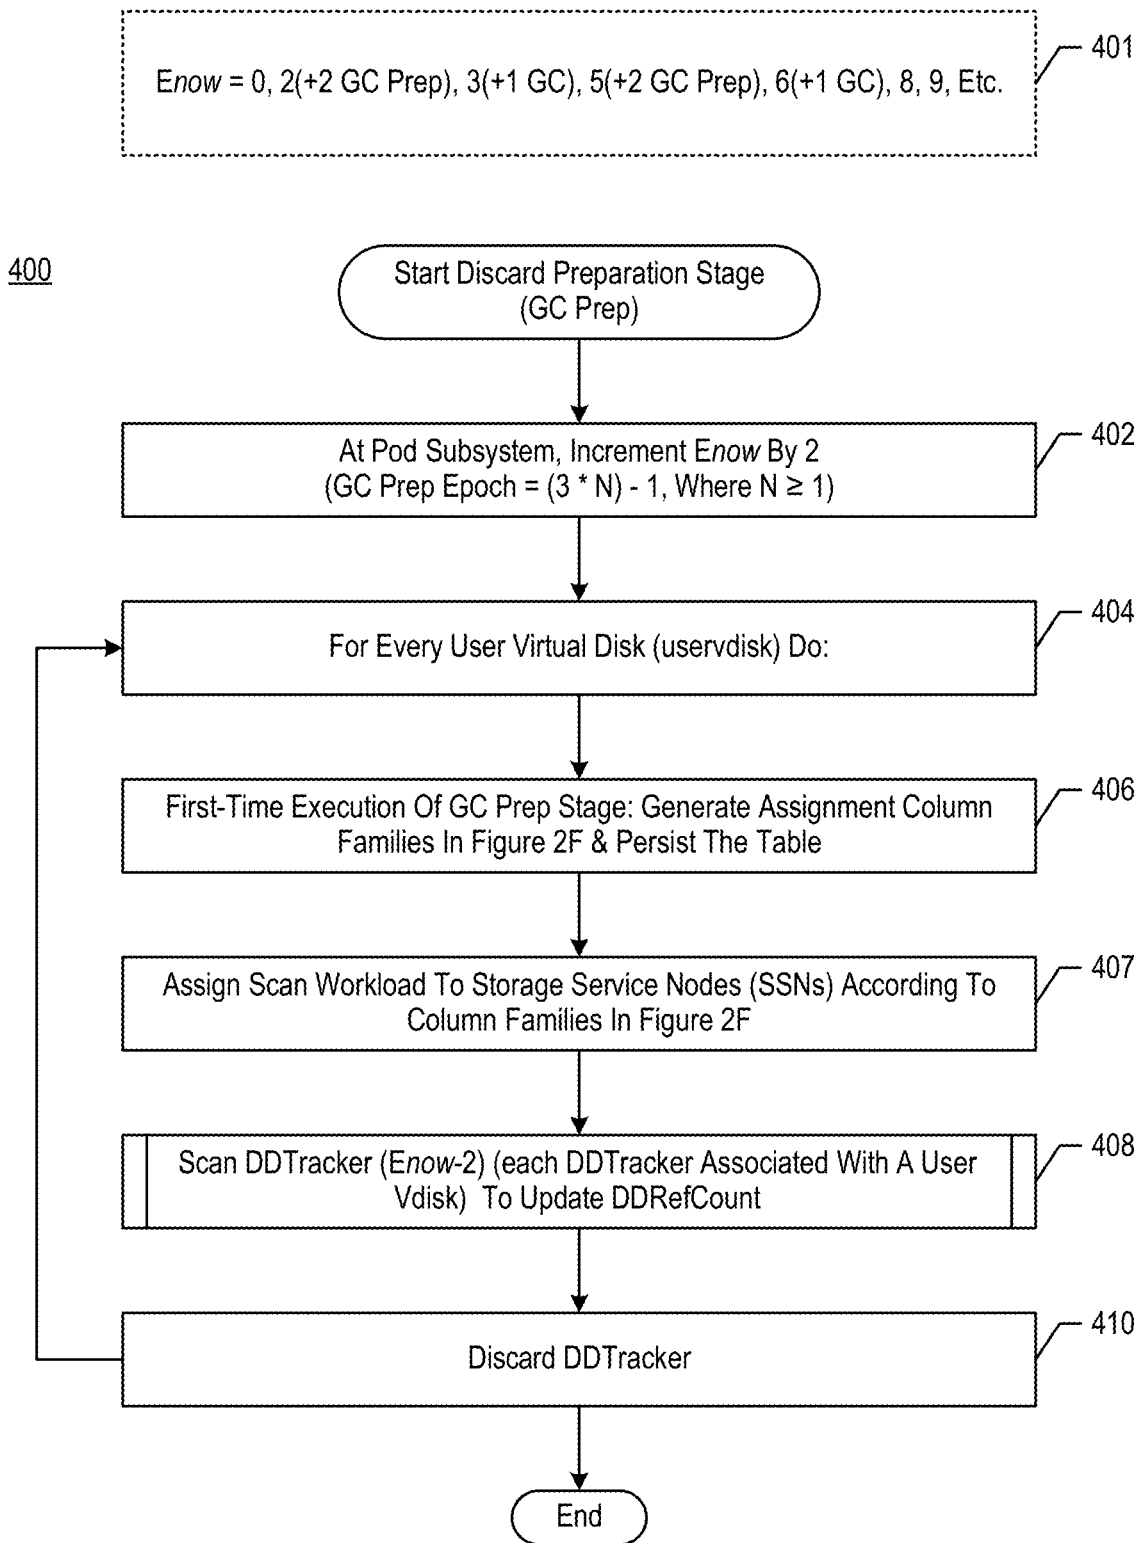 Enow = 0, 2(+2 GC Prep), 3(+1 GC), 5(+2 GC Prep), 6(+1 GC), 8, 9, Etc.
401
400
Start Discard Preparation Stage
(GC Prep)
At Pod Subsystem, Increment Enow By 2
(GC Prep Epoch = (3 * N) - 1, Where N ≥ 1)
402
For Every User Virtual Disk (uservdisk) Do:
404
First-Time Execution Of GC Prep Stage: Generate Assignment Column
Families In Figure 2F & Persist The Table
406
Assign Scan Workload To Storage Service Nodes (SSNs) According To
Column Families In Figure 2F
407
Scan DDTracker (Enow-2) (each DDTracker Associated With A User
Vdisk) To Update DDRefCount
408
Discard DDTracker
410
End